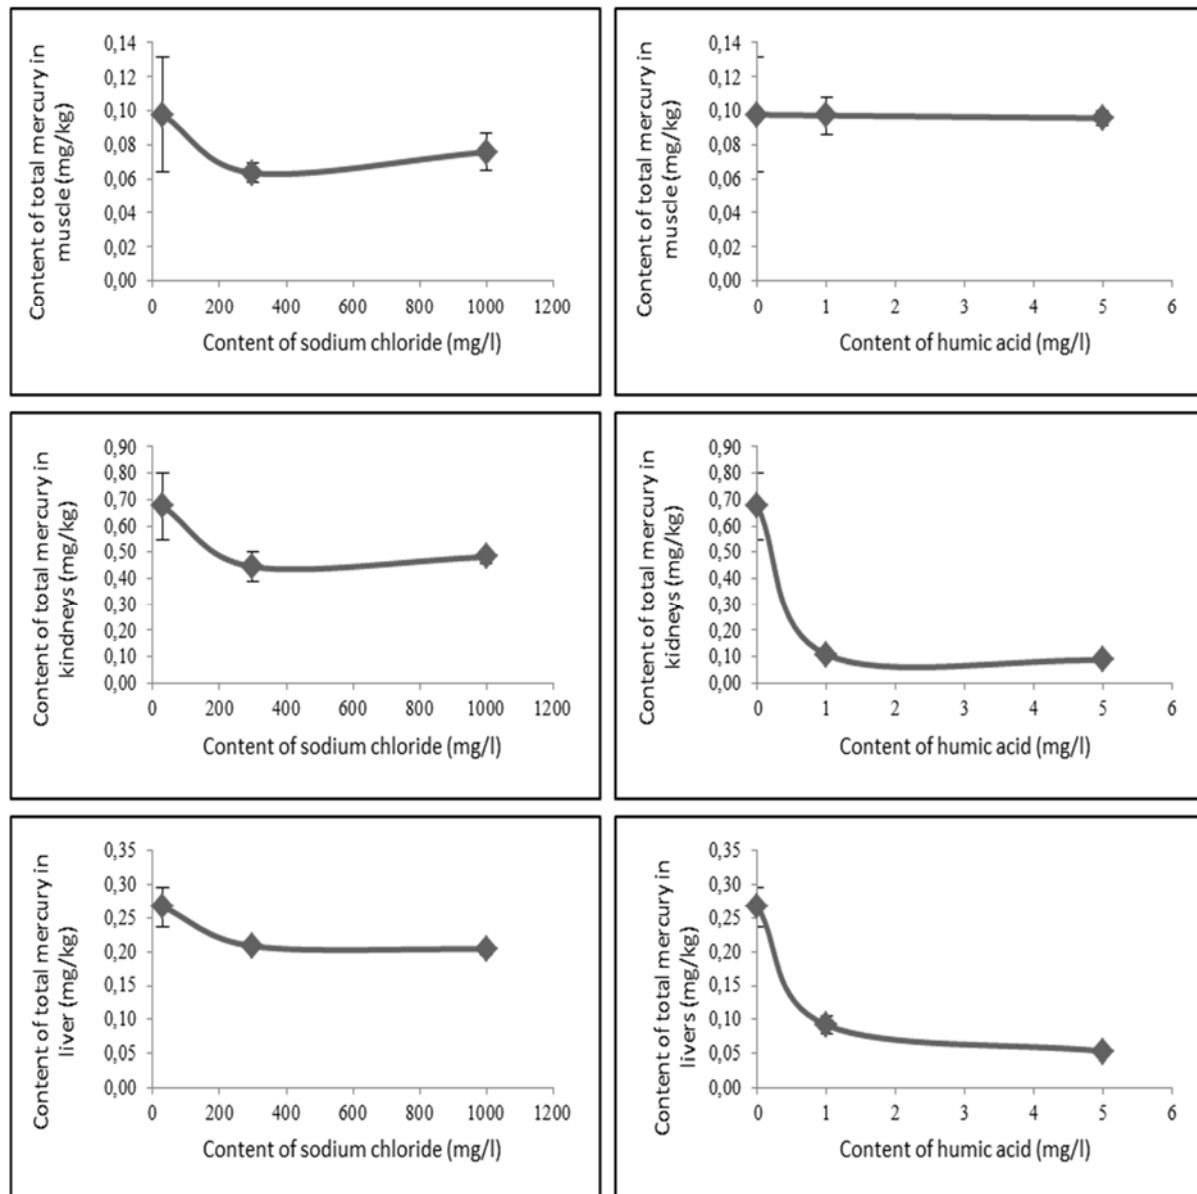 Content of total mercury in
muscle (mg/kg)
0,14
0,12
0,10
0,08
0,06
0,04
0,02
0,00
0 200 400 600 800 1000 1200
Content of sodium chloride (mg/l)
Content of total mercury in
muscle (mg/kg)
0,14
0,12
0,10
0,08
0,06
0,04
0,02
0,00
0 1 2 3 4 5 6
Content of humic acid (mg/l)
Content of total mercury in
kindneys (mg/kg)
0,90
0,80
0,70
0,60
0,50
0,40
0,30
0,20
0,10
0,00
0 200 400 600 800 1000 1200
Content of sodium chloride (mg/l)
Content of total mercury in
kidneys (mg/kg)
0,90
0,80
0,70
0,60
0,50
0,40
0,30
0,20
0,10
0,00
0 1 2 3 4 5 6
Content of humic acid (mg/l)
Content of total mercury in
liver (mg/kg)
0,35
0,30
0,25
0,20
0,15
0,10
0,05
0,00
0 200 400 600 800 1000 1200
Content of sodium chloride (mg/l)
Content of total mercury in
livers (mg/kg)
0,35
0,30
0,25
0,20
0,15
0,10
0,05
0,00
0 1 2 3 4 5 6
Content of humic acid (mg/l)